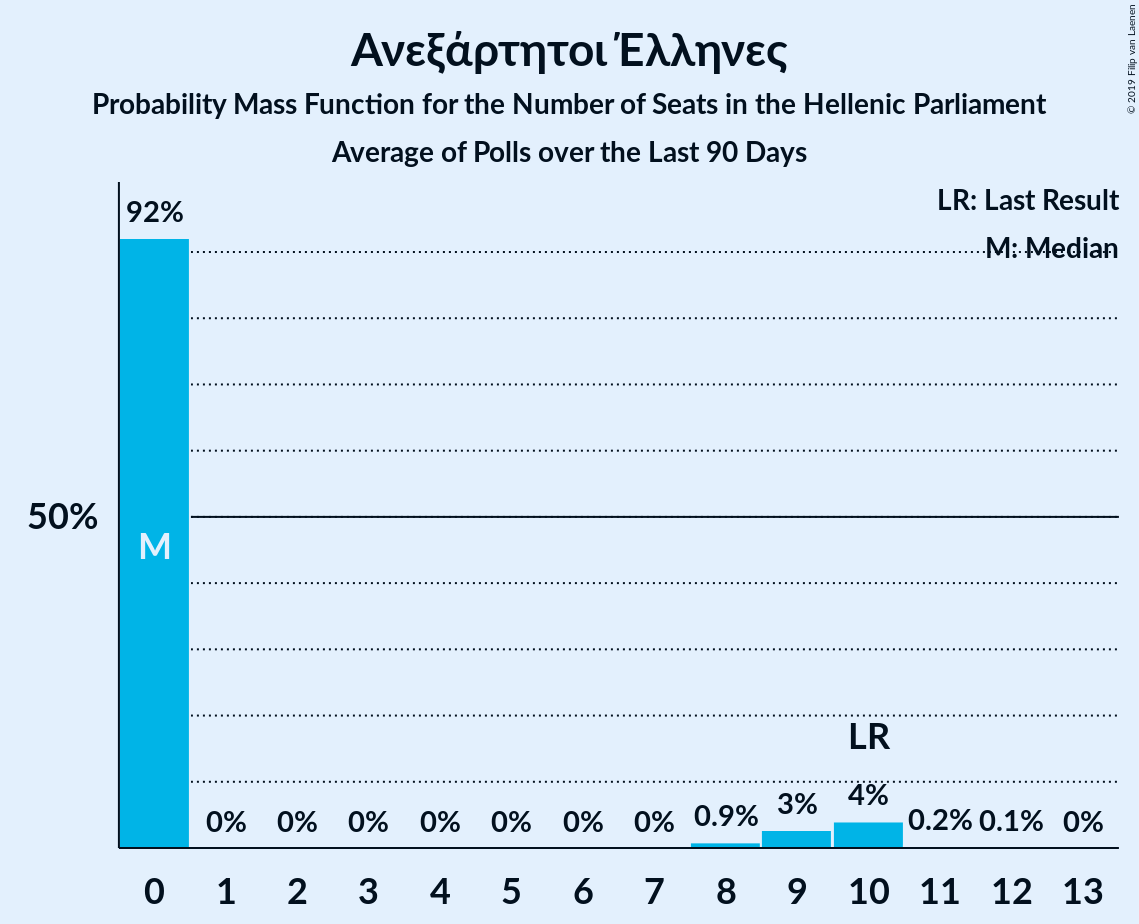 Ανεξάρτητοι Έλληνες
Probability Mass Function for the Number of Seats in the Hellenic Parliament
Average of Polls over the Last 90 Days
© 2019 Filip van Laenen
LR: Last Result
M: Median
92%
50%
M
LR
0% 0% 0% 0% 0% 0% 0% 0.9% 3% 4% 0.2% 0.1% 0%
0 1 2 3 4 5 6 7 8 9 10 11 12 13